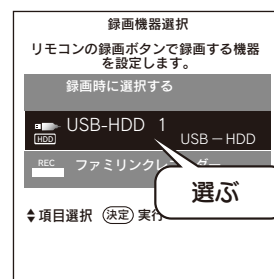 録画機器選択
リモコンの録画ボタンで録画する機器
を設定します。
録画時に選択する
USB-HDD 1
HDD
USB－HDD
REC ファミリンクレ ダー
選ぶ
項目選択 決定 実行